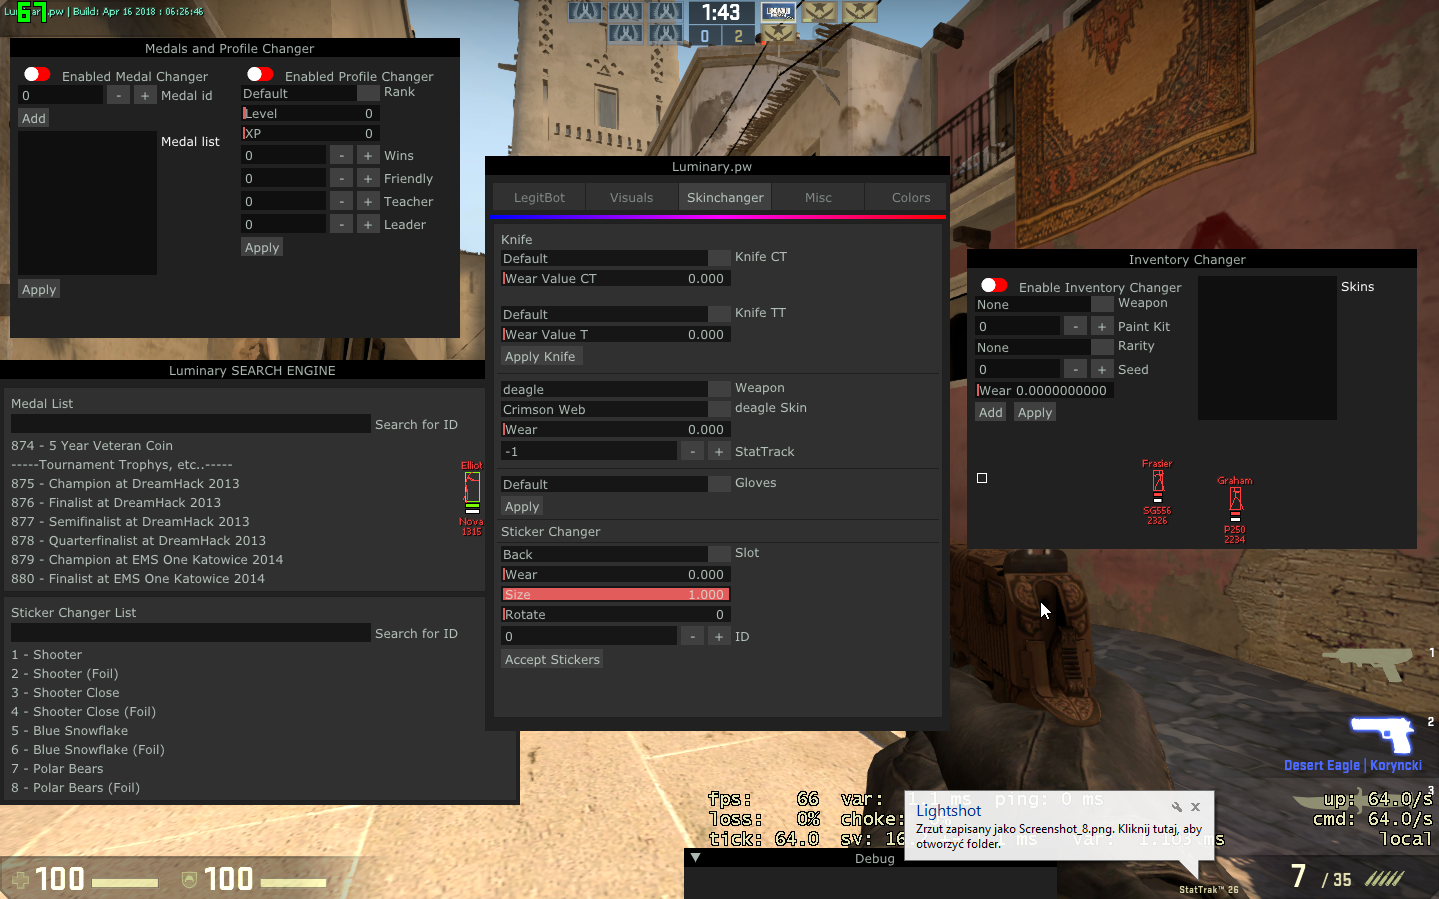 .pw | Build: Apr 16 2018 : 06:26:46
67
1:43
0 2
Medals and Profile Changer
Enabled Medal Changer
0 - + Medal id
Add
Medal list
Apply
Enabled Profile Changer
Default Rank
Level 0
XP 0
0 - + Wins
0 - + Friendly
0 - + Teacher
0 - + Leader
Apply
Luminary SEARCH ENGINE
Medal List
Search for ID
874 - 5 Year Veteran Coin
-----Tournament Trophys, etc..-----
875 - Champion at DreamHack 2013
876 - Finalist at DreamHack 2013
877 - Semifinalist at DreamHack 2013
878 - Quarterfinalist at DreamHack 2013
879 - Champion at EMS One Katowice 2014
880 - Finalist at EMS One Katowice 2014
Sticker Changer List
Search for ID
1 - Shooter
2 - Shooter (Foil)
3 - Shooter Close
4 - Shooter Close (Foil)
5 - Blue Snowflake
6 - Blue Snowflake (Foil)
7 - Polar Bears
8 - Polar Bears (Foil)
Elliot
Nova
1315
Luminary.pw
LegitBot Visuals Skinchanger Misc Colors
Knife
Default Knife CT
Wear Value CT 0.000
Default Knife TT
Wear Value T 0.000
Apply Knife
deagle Weapon
Crimson Web deagle Skin
Wear 0.000
-1 - + StatTrack
Default Gloves
Apply
Sticker Changer
Back Slot
Wear 0.000
Size 1.000
Rotate 0
0 - + ID
Accept Stickers
Inventory Changer
Enable Inventory Changer
None Weapon
0 - + Paint Kit
None Rarity
0 - + Seed
Wear 0.0000000000
Add Apply
Skins
Frasier
SG556
2326
Graham
P250
2234
1
2
Desert Eagle | Koryncki
3
fps: 66 var: 1.1 ms ping: 0 ms
loss: 0% choke:
tick: 64.0 sv: 16 ms var: ms
up: 64.0/s
cmd: 64.0/s
local
Lightshot
Zrzut zapisany jako Screenshot_8.png. Kliknij tutaj, aby
otworzyć folder.
Debug
StatTrak™ 26
100 100
7 / 35